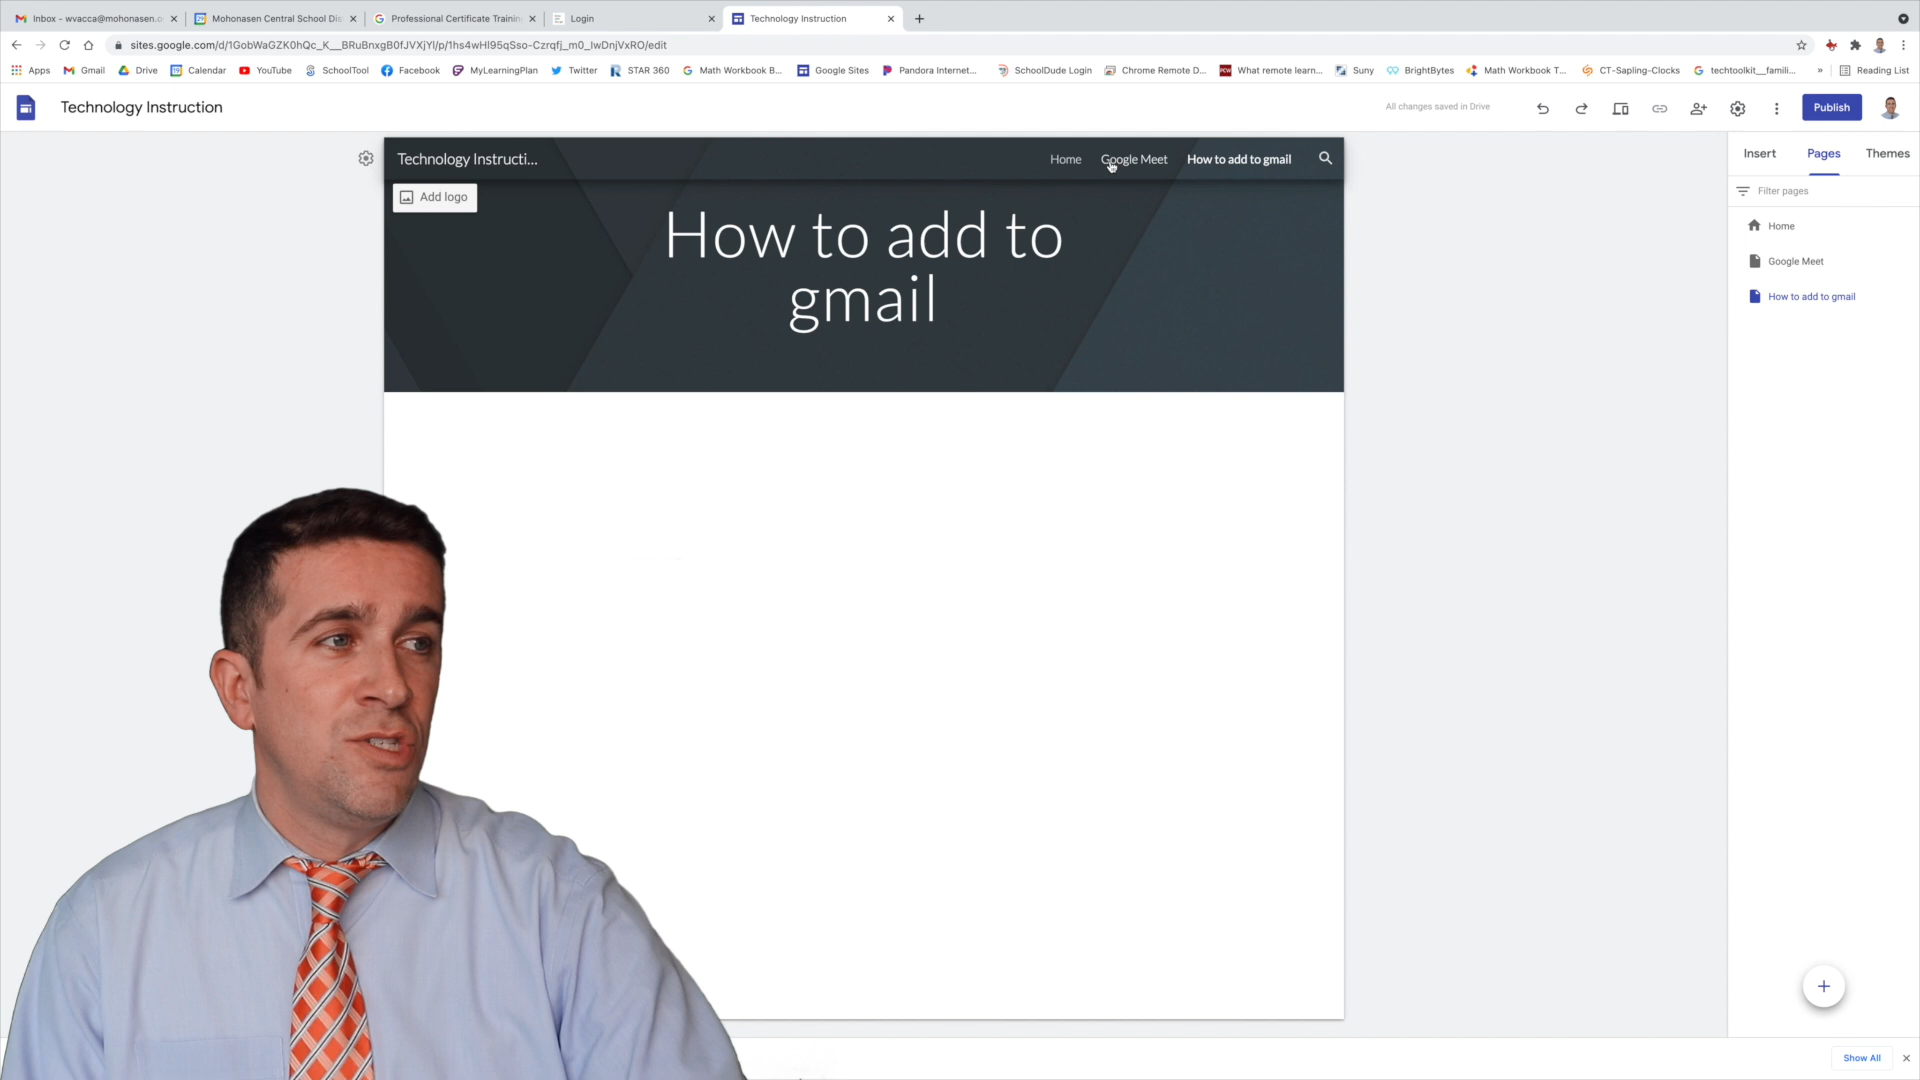 Inbox - wvacca@mohonasen.o
Mohonasen Central School Dis
Professional Certificate Trainin
Login
Technology Instruction
sites.google.com/d/1GobWaGZK0hQc_K__BRuBnxgB0fJVXjYl/p/1hs4wHI95qSso-Czrqfj_m0_IwDnjVxRO/edit
Apps
Gmail
Drive
Calendar
YouTube
SchoolTool
Facebook
MyLearningPlan
Twitter
STAR 360
Math Workbook B...
Google Sites
Pandora Internet...
SchoolDude Login
Chrome Remote D...
What remote learn...
Suny
BrightBytes
Math Workbook T...
CT-Sapling-Clocks
techtoolkit__famili...
»
Reading List
Technology Instruction
All changes saved in Drive
Publish
Technology Instructi...
Home
Google Meet
How to add to gmail
Add logo
How to add to
gmail
Insert
Pages
Themes
Filter pages
Home
Google Meet
How to add to gmail
Show All